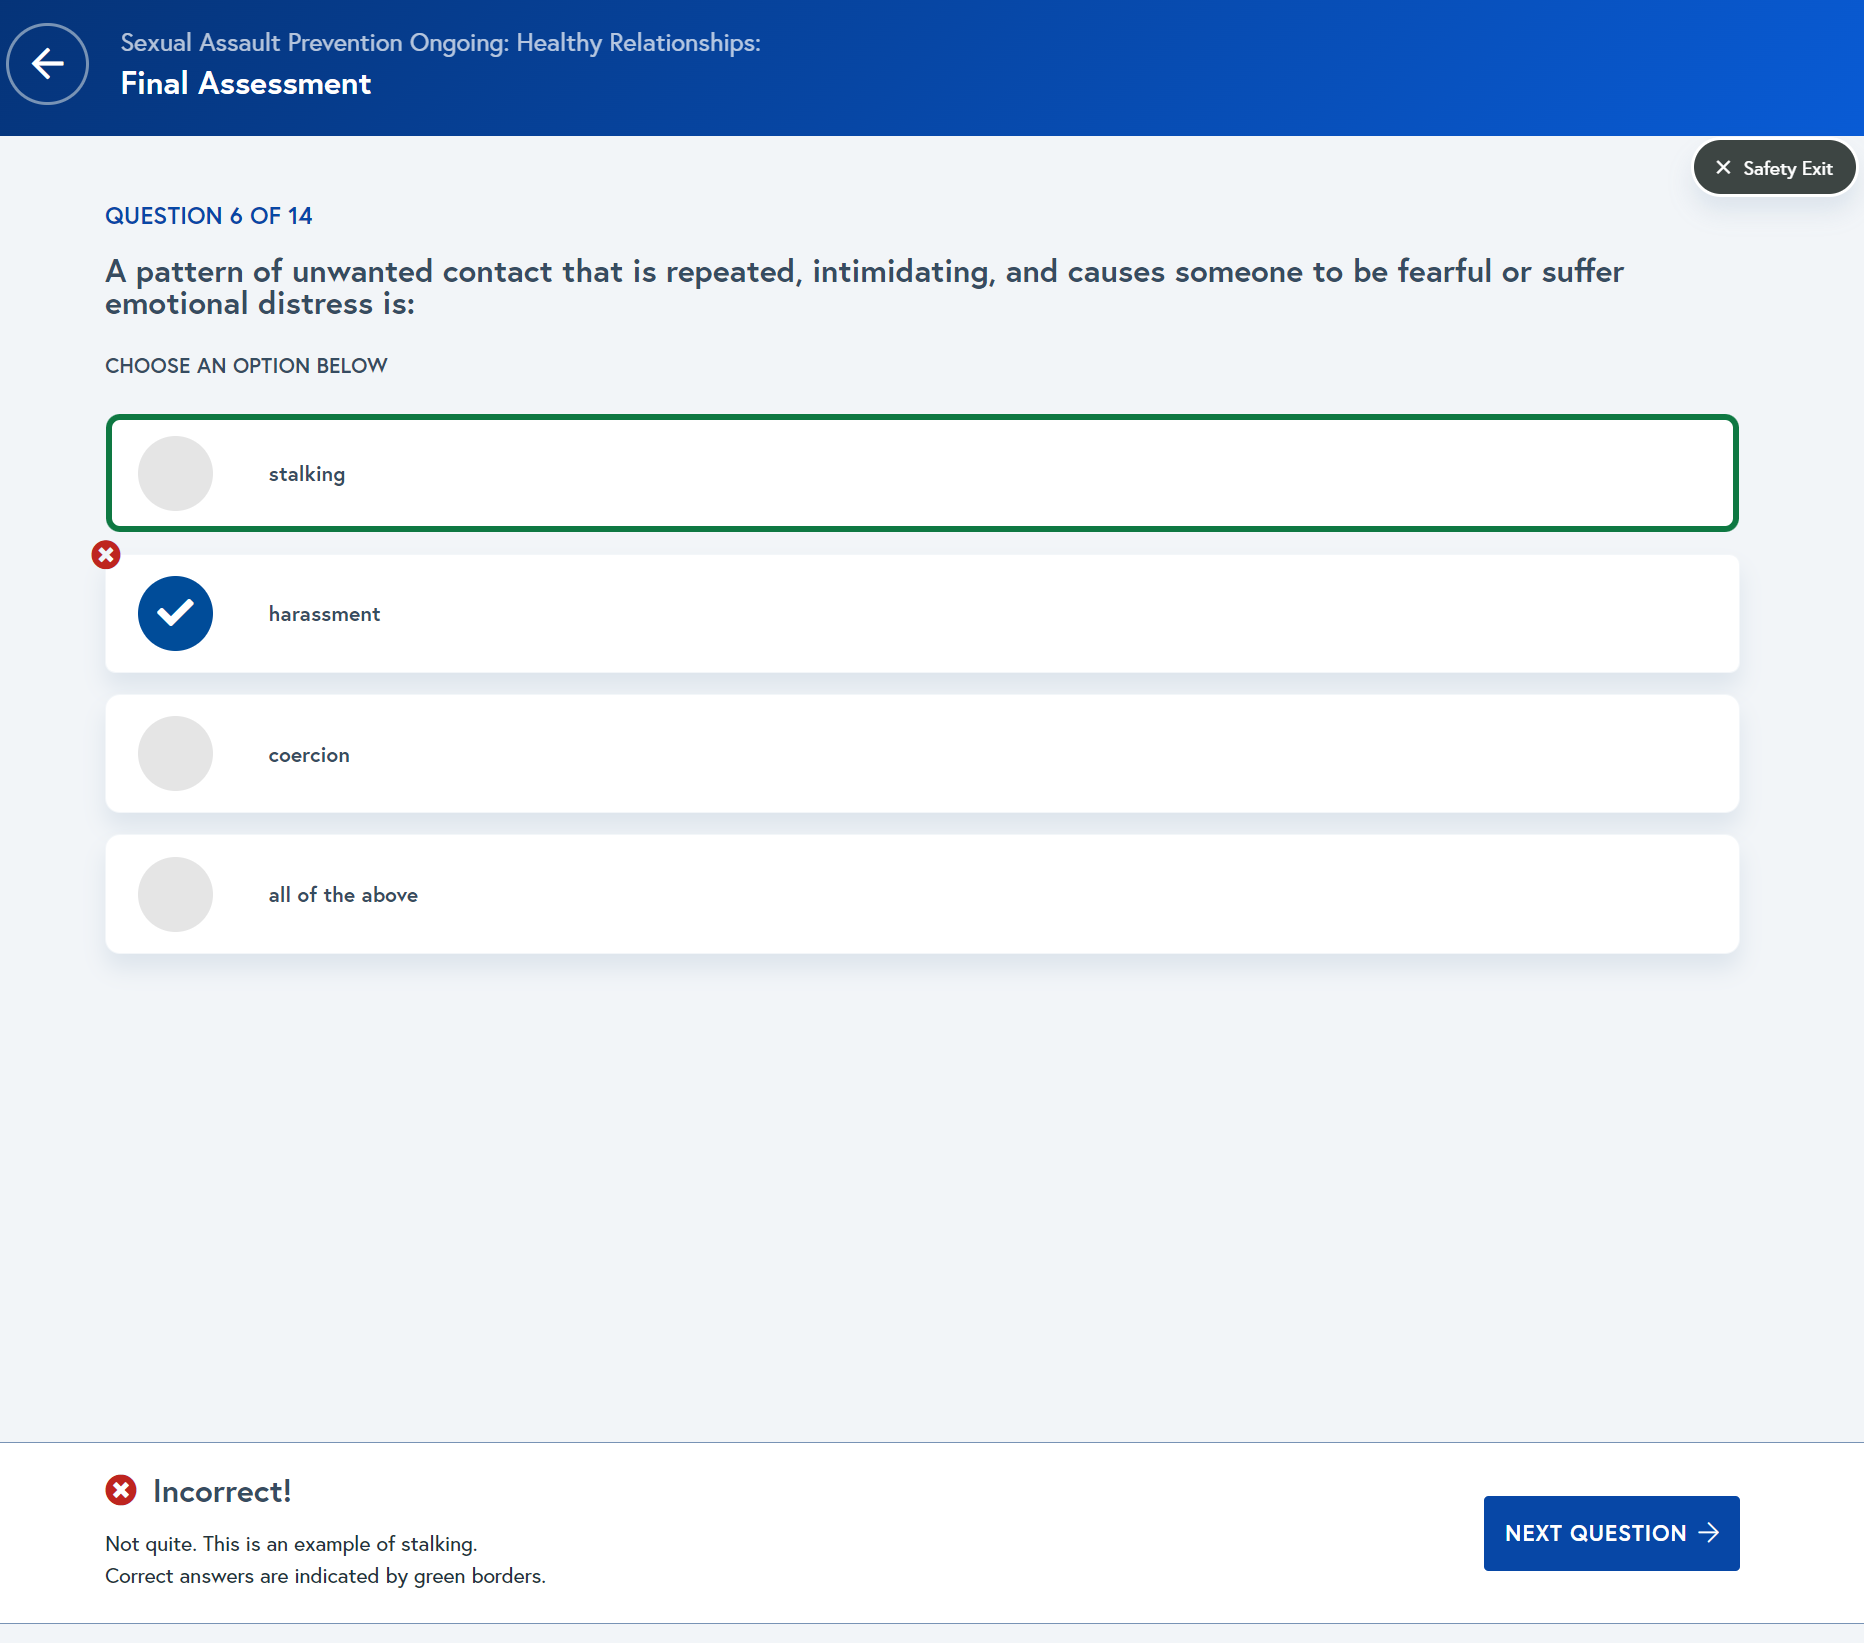 Sexual Assault Prevention Ongoing: Healthy Relationships:
Final Assessment
Safety Exit
QUESTION 6 OF 14
A pattern of unwanted contact that is repeated, intimidating, and causes someone to be fearful or suffer
emotional distress is:
CHOOSE AN OPTION BELOW
stalking
harassment
coercion
all of the above
Incorrect!
Not quite. This is an example of stalking.
Correct answers are indicated by green borders.
NEXT QUESTION